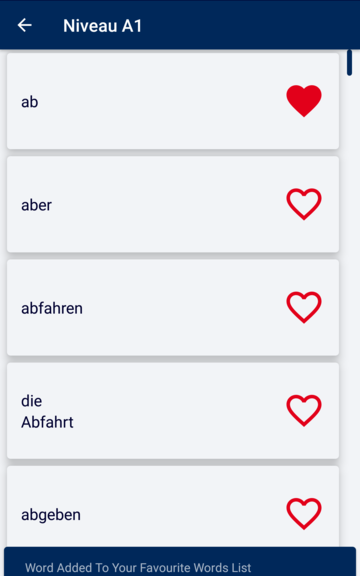 Niveau A1
ab
aber
abfahren
die
Abfahrt
abgeben
Word Added To Your Favourite Words List